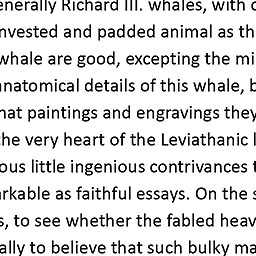 enerally Richard III. whales, with
nvested and padded animal as th
whale are good, excepting the mi
anatomical details of this whale, b
hat paintings and engravings they
the very heart of the Leviathanic l
ous little ingenious contrivances t
rkable as faithful essays. On the s
s, to see whether the fabled heav
ally to believe that such bulky ma